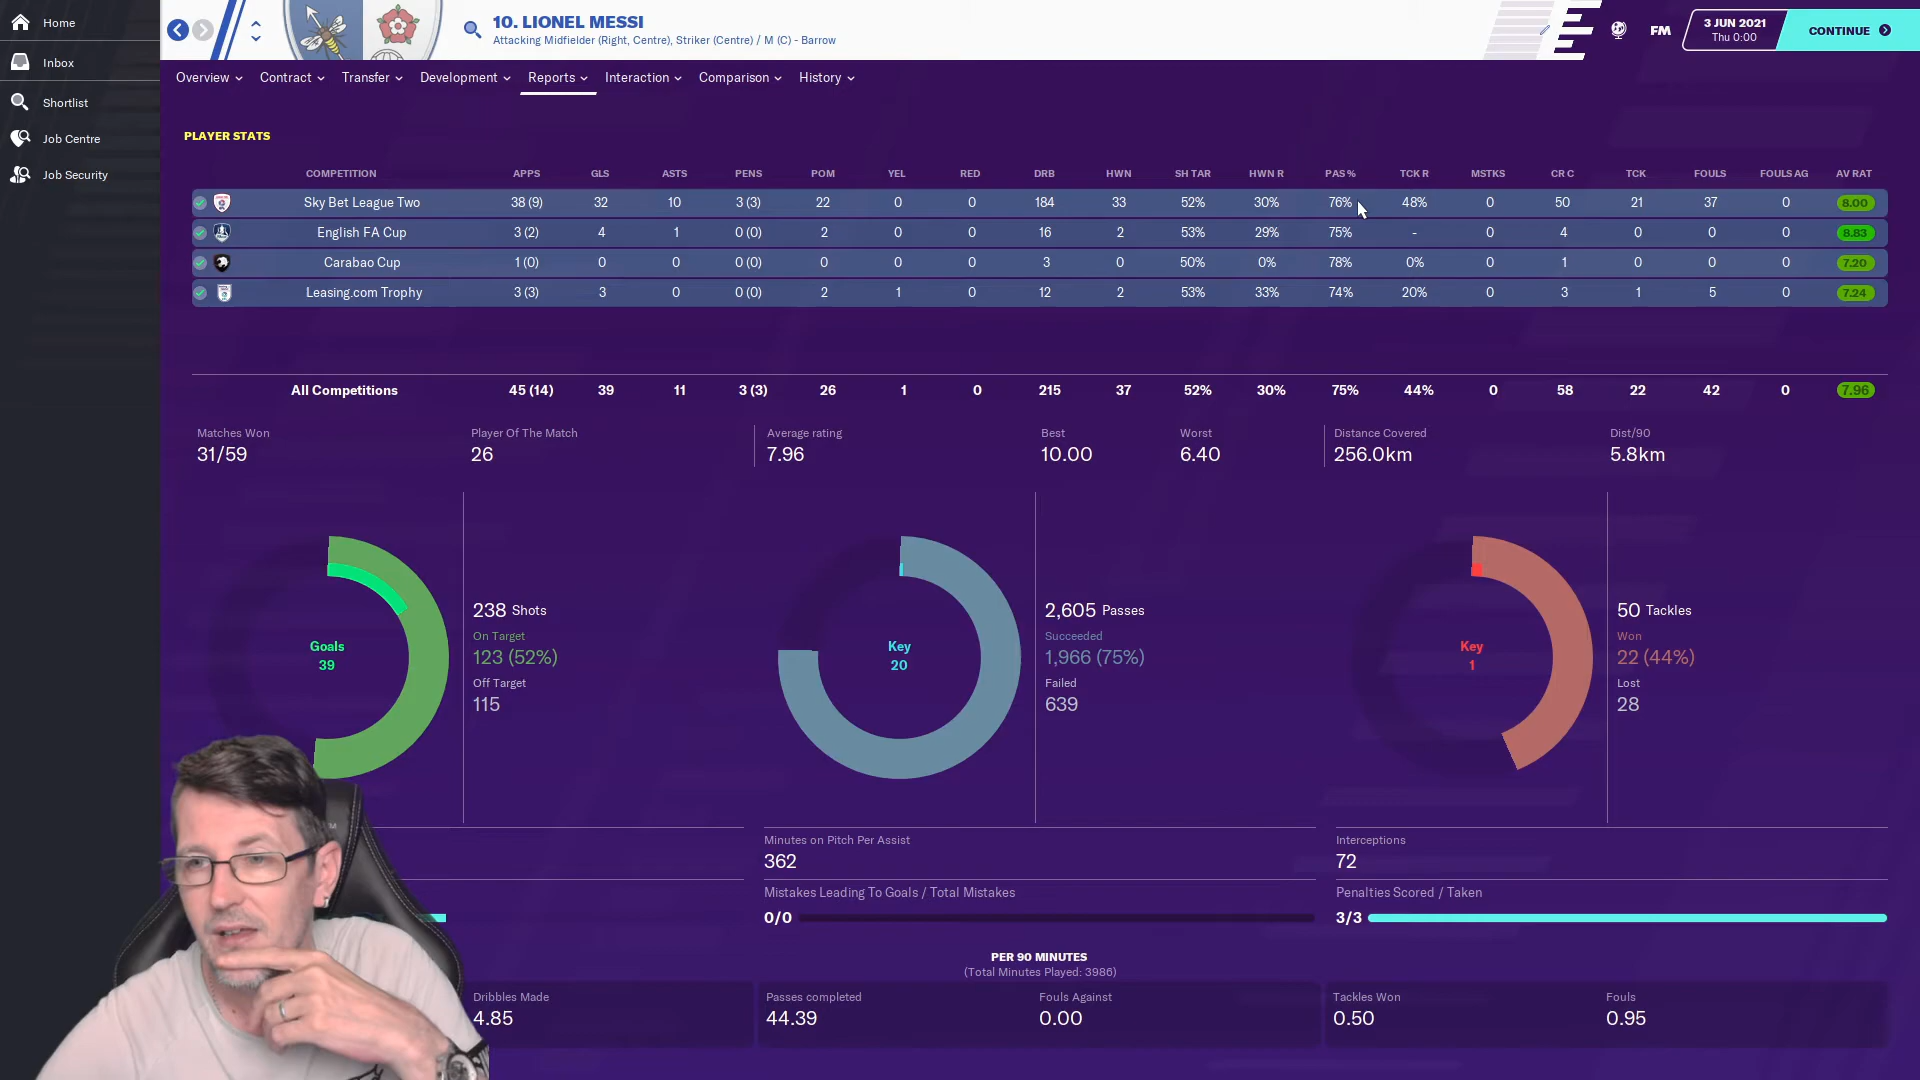 Home
Inbox
Shortlist
Job Centre
Job Security
10. LIONEL MESSI
Attacking Midfielder (Right, Centre), Striker (Centre) / M (C) - Barrow
FM
3 JUN 2021
Thu 0:00
CONTINUE
Overview Contract Transfer Development Reports Interaction Comparison History
PLAYER STATS
COMPETITION APPS GLS ASTS PENS POM YEL RED DRB HWN SH TAR HWN R PAS % TCK R MSTKS CR C TCK FOULS FOULS AG AV RAT
Sky Bet League Two 38 (9) 32 10 3 (3) 22 0 0 184 33 52% 30% 76% 48% 0 50 21 37 0 8.00
English FA Cup 3 (2) 4 1 0 (0) 2 0 0 16 2 53% 29% 75% - 0 4 0 0 0 8.83
Carabao Cup 1 (0) 0 0 0 (0) 0 0 0 3 0 50% 0% 78% 0% 0 1 0 0 0 7.20
Leasing.com Trophy 3 (3) 3 0 0 (0) 2 1 0 12 2 53% 33% 74% 20% 0 3 1 5 0 7.24
All Competitions 45 (14) 39 11 3 (3) 26 1 0 215 37 52% 30% 75% 44% 0 58 22 42 0 7.96
Matches Won Player Of The Match Average rating Best Worst Distance Covered Dist/90
31/59 26 7.96 10.00 6.40 256.0km 5.8km
Goals
39
238 Shots
On Target
123 (52%)
Off Target
115
Key
20
2,605 Passes
Succeeded
1,966 (75%)
Failed
639
Key
1
50 Tackles
Won
22 (44%)
Lost
28
Minutes on Pitch Per Assist
362
Interceptions
72
Mistakes Leading To Goals / Total Mistakes
0/0
Penalties Scored / Taken
3/3
PER 90 MINUTES
(Total Minutes Played: 3986)
Dribbles Made Passes completed Fouls Against Tackles Won Fouls
4.85 44.39 0.00 0.50 0.95